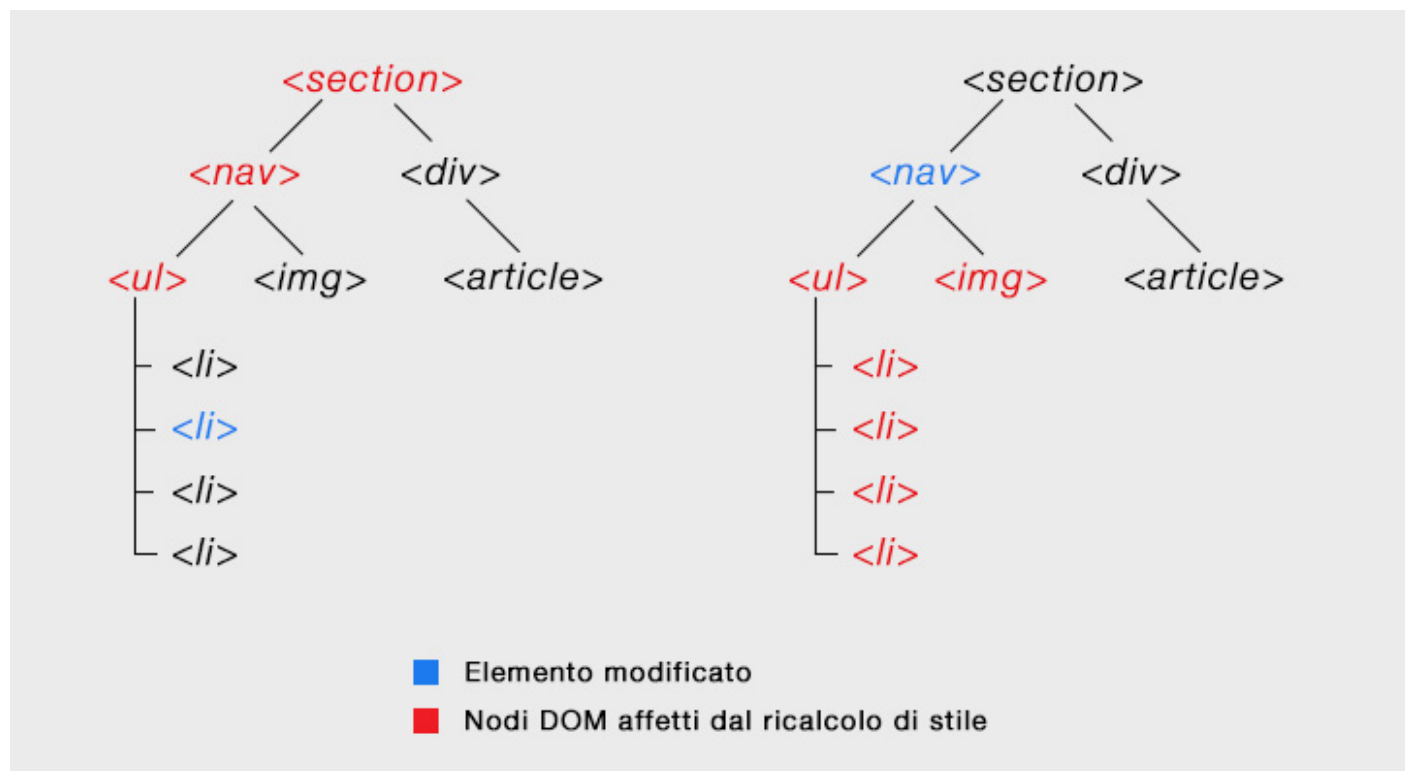 <section>
<nav> <div>
<ul> <img> <article>
<li>
<li>
<li>
<li>
<section>
<nav> <div>
<ul> <img> <article>
<li>
<li>
<li>
<li>
Elemento modificato
Nodi DOM affetti dal ricalcolo di stile